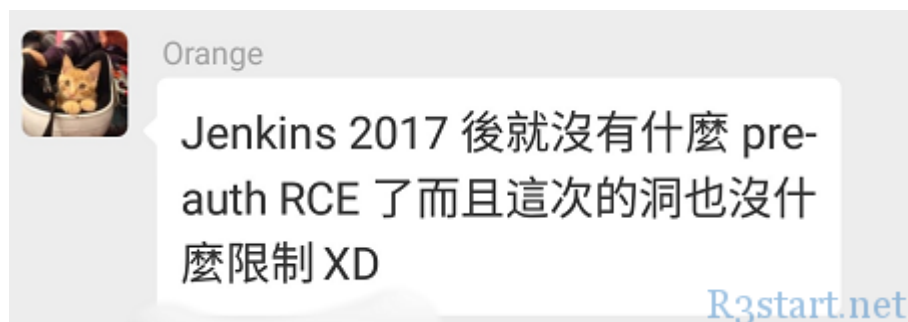 Orange
Jenkins 2017 後就沒有什麼 pre-
auth RCE 了而且這次的洞也沒什
麼限制 XD
R3start.net